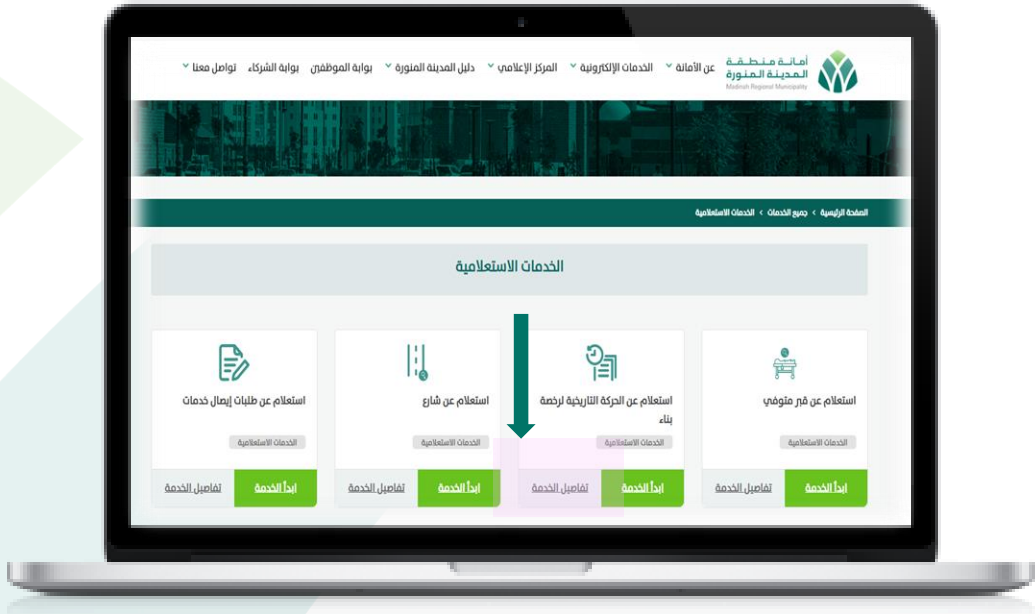 أمانة منطقة
المدينة المنورة
Madinah Regional Municipality
عن الأمانة
الخدمات الإلكترونية
المركز الإعلامي
دليل المدينة المنورة
بوابة الموظفين
بوابة الشركاء
تواصل معنا
الصفحة الرئيسية > جميع الخدمات > الخدمات الاستعلامية
الخدمات الاستعلامية
استعلام عن قبر متوفي
الخدمات الاستعلامية
ابدأ الخدمة
تفاصيل الخدمة
استعلام عن الحركة التاريخية لرخصة
بناء
الخدمات الاستعلامية
ابدأ الخدمة
تفاصيل الخدمة
استعلام عن شارع
الخدمات الاستعلامية
ابدأ الخدمة
تفاصيل الخدمة
استعلام عن طلبات إيصال خدمات
الخدمات الاستعلامية
ابدأ الخدمة
تفاصيل الخدمة